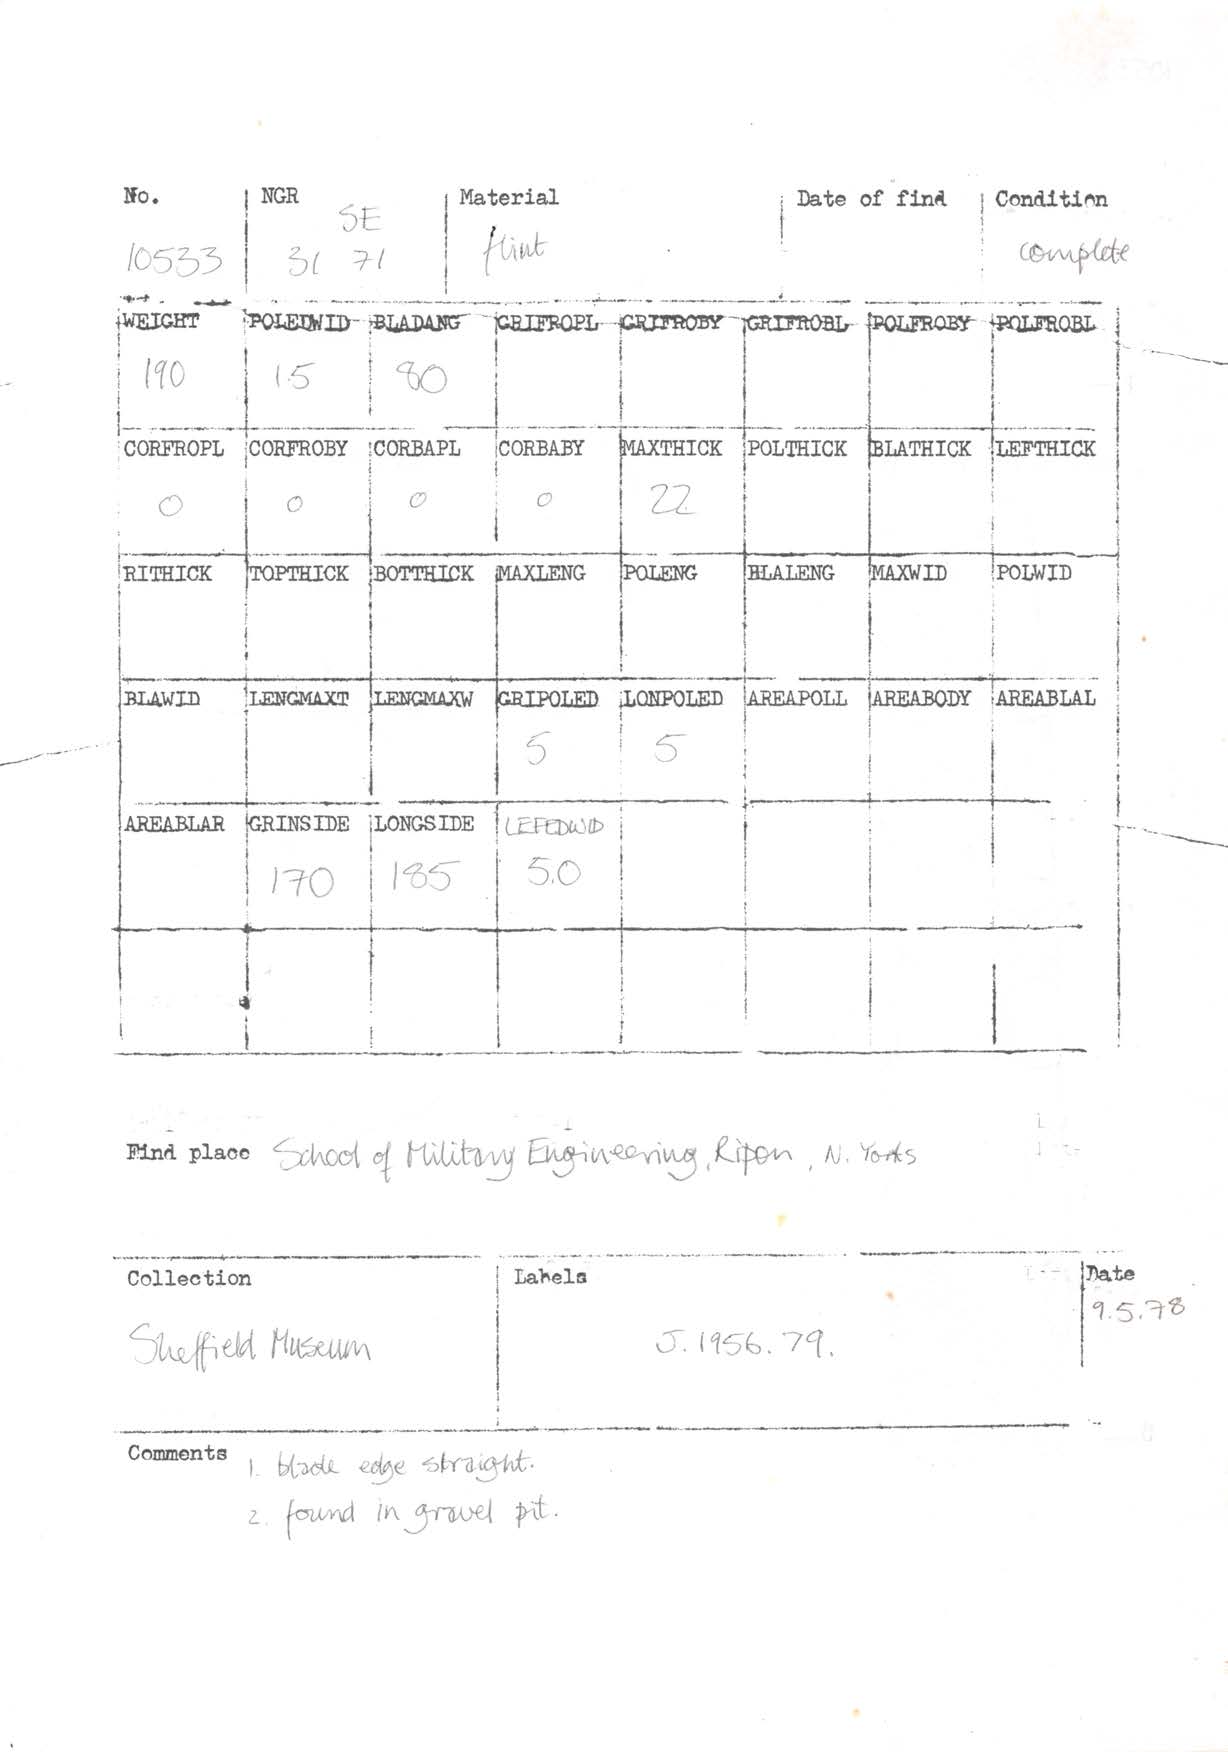 No. NGR Material Date of find Condition
SE
10533 31 71 flint complete
WEIGHT POLEDWID BLADANG GRIFROPL GRIFROBY GRIFROBL POLFROBY POLFROBL
190 1.5 80
CORFROPL CORFROBY CORBAPL CORBABY MAXTHICK POLTHICK BLATHICK LEFTHICK
0 0 0 0 22
RITHICK TOPTHICK BOTTHICK MAXLENG POLENG BLALENG MAXWID POLWID
BLAWID LENGMAXT LENGMAXW GRIPOLED LONPOLED AREAPOLL AREABODY AREABLAL
5 5
AREABLAR GRINSIDE LONGSIDE LEFEDWID
170 185 5.0
Find place School of Military Engineering, Ripon, N. Yorks
Collection Labels Date
9.5.78
Sheffield Museum J.1956.79.
Comments 1. blade edge straight.
2. found in gravel pit.